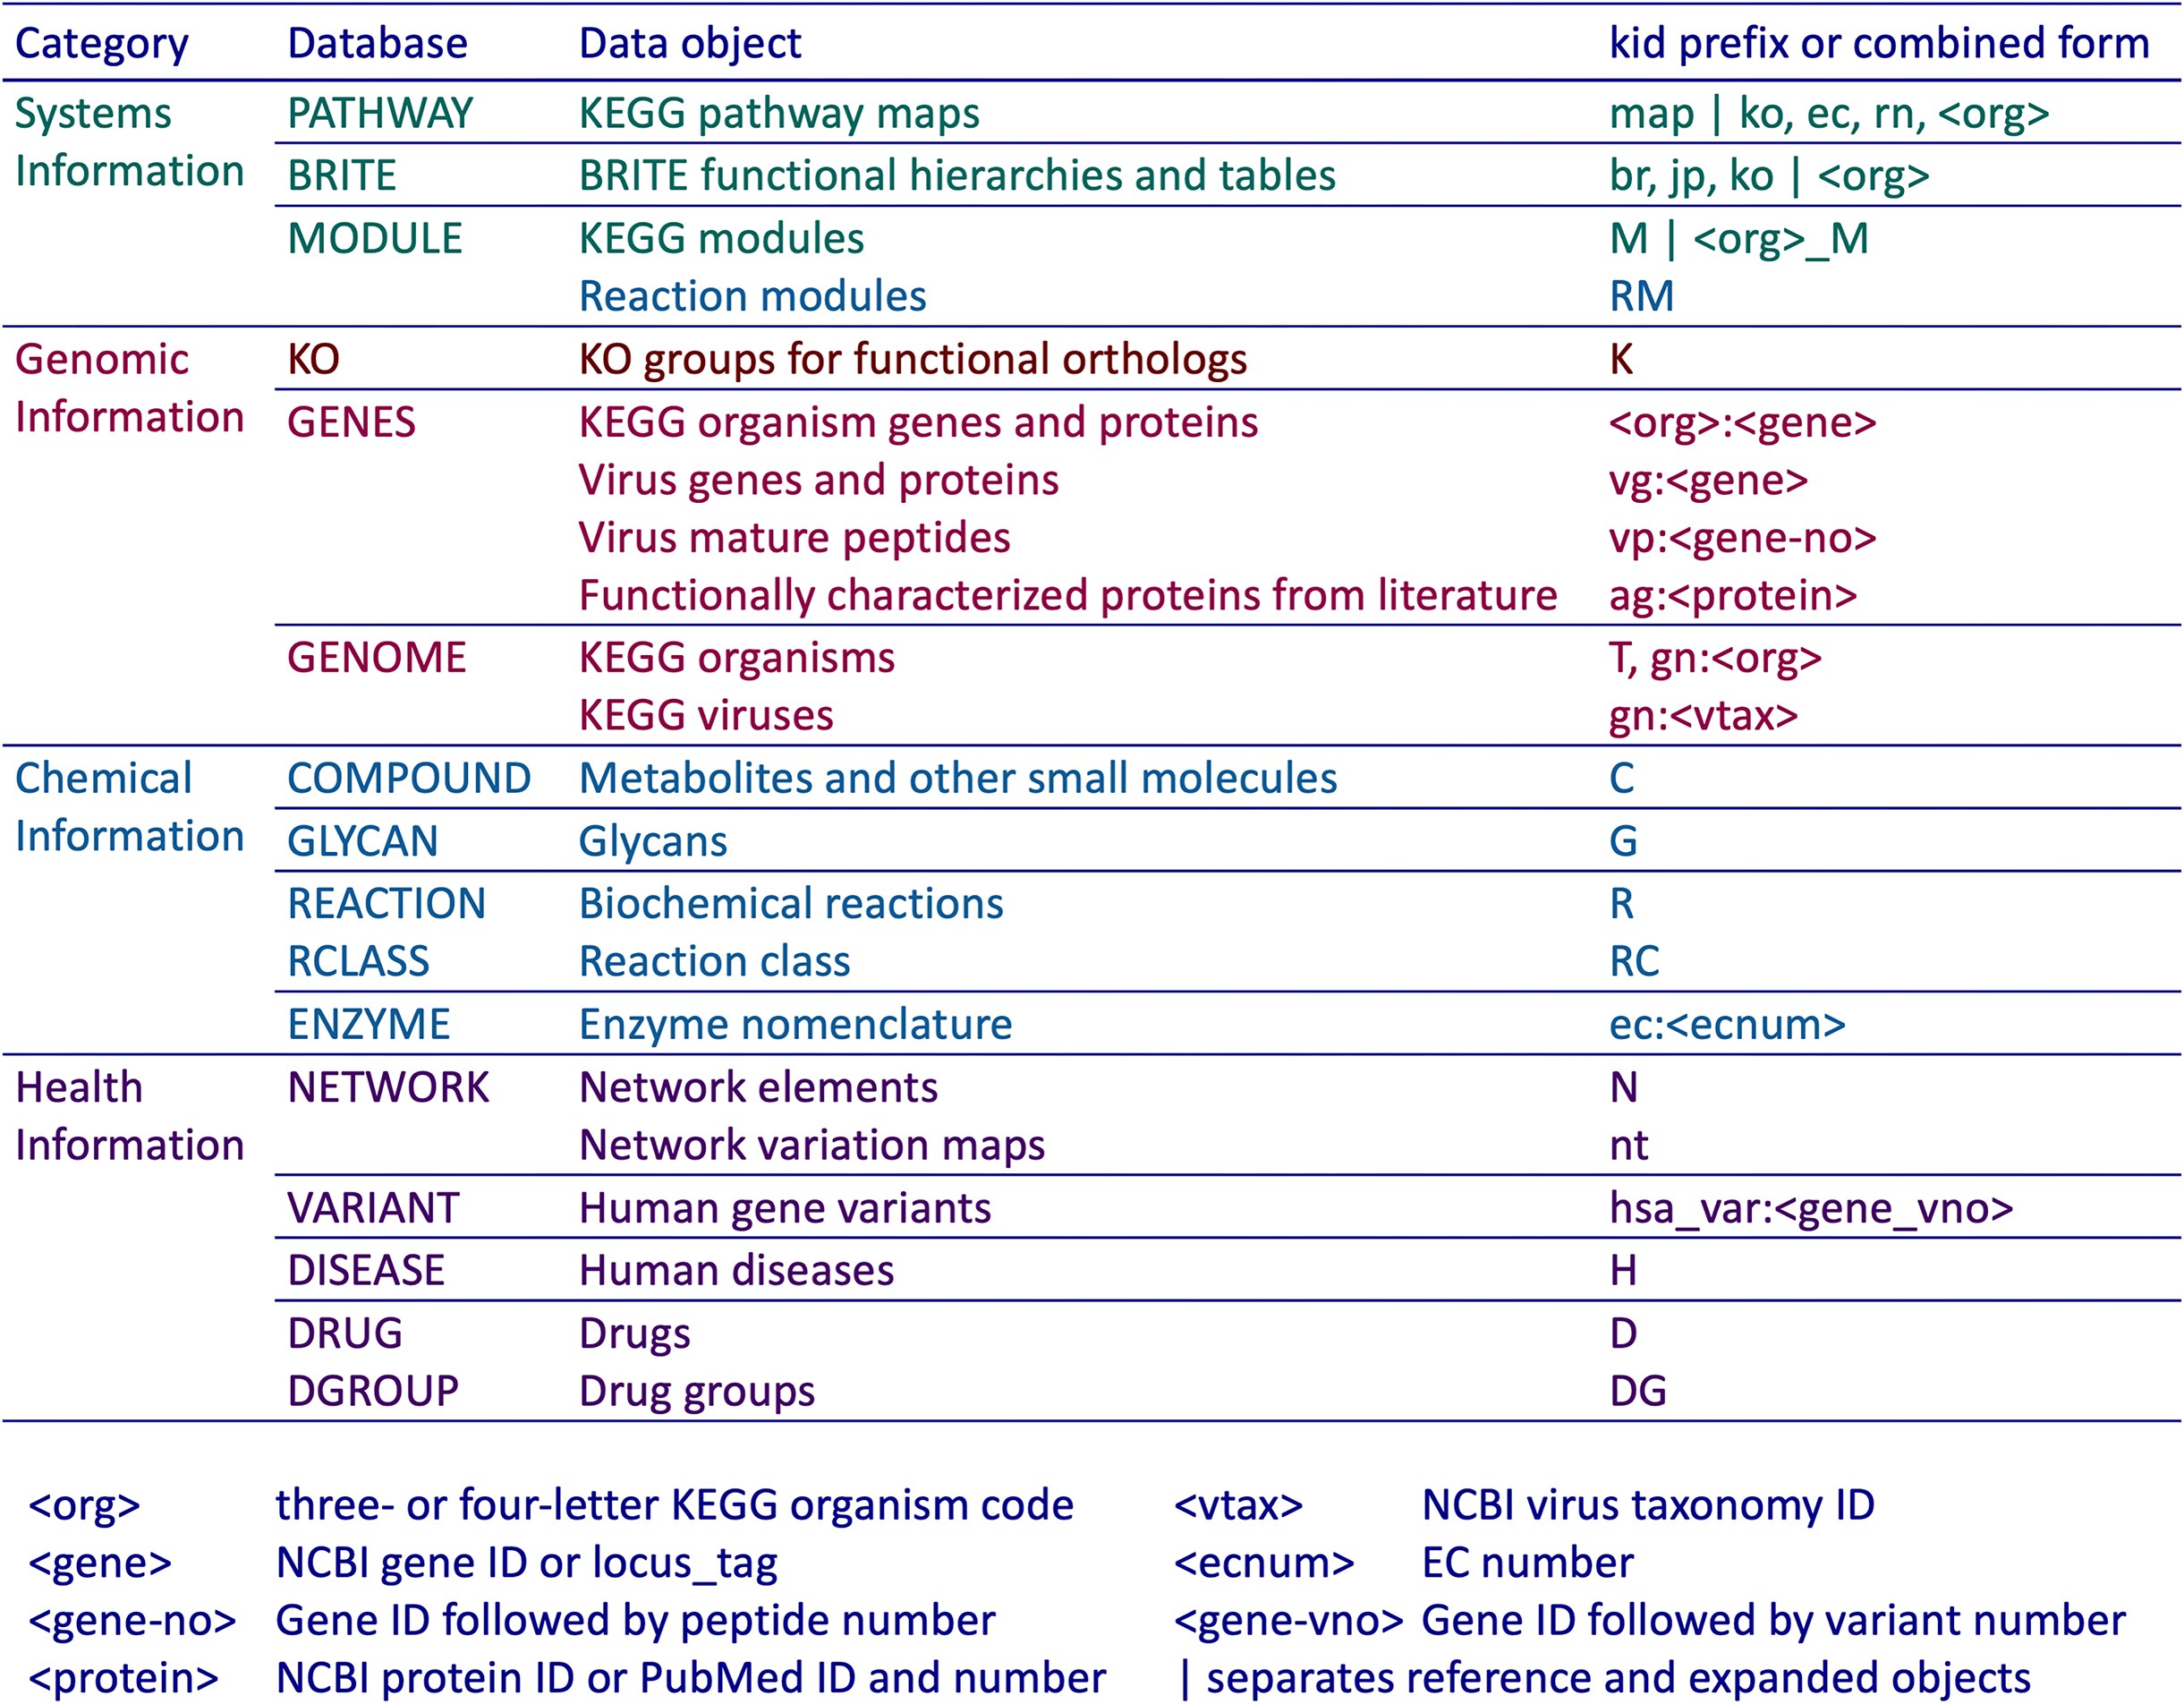 Category Database Data object kid prefix or combined form
Systems PATHWAY KEGG pathway maps map | ko, ec, rn, <org>
Information BRITE BRITE functional hierarchies and tables br, jp, ko | <org>
MODULE KEGG modules M | <org>_M
Reaction modules RM
Genomic KO KO groups for functional orthologs K
Information GENES KEGG organism genes and proteins <org>:<gene>
Virus genes and proteins vg:<gene>
Virus mature peptides vp:<gene-no>
Functionally characterized proteins from literature ag:<protein>
GENOME KEGG organisms T, gn:<org>
KEGG viruses gn:<vtax>
Chemical COMPOUND Metabolites and other small molecules C
Information GLYCAN Glycans G
REACTION Biochemical reactions R
RCLASS Reaction class RC
ENZYME Enzyme nomenclature ec:<ecnum>
Health NETWORK Network elements N
Information Network variation maps nt
VARIANT Human gene variants hsa_var:<gene_vno>
DISEASE Human diseases H
DRUG Drugs D
DGROUP Drug groups DG
<org> three- or four-letter KEGG organism code <vtax> NCBI virus taxonomy ID
<gene> NCBI gene ID or locus_tag <ecnum> EC number
<gene-no> Gene ID followed by peptide number <gene-vno> Gene ID followed by variant number
<protein> NCBI protein ID or PubMed ID and number | separates reference and expanded objects